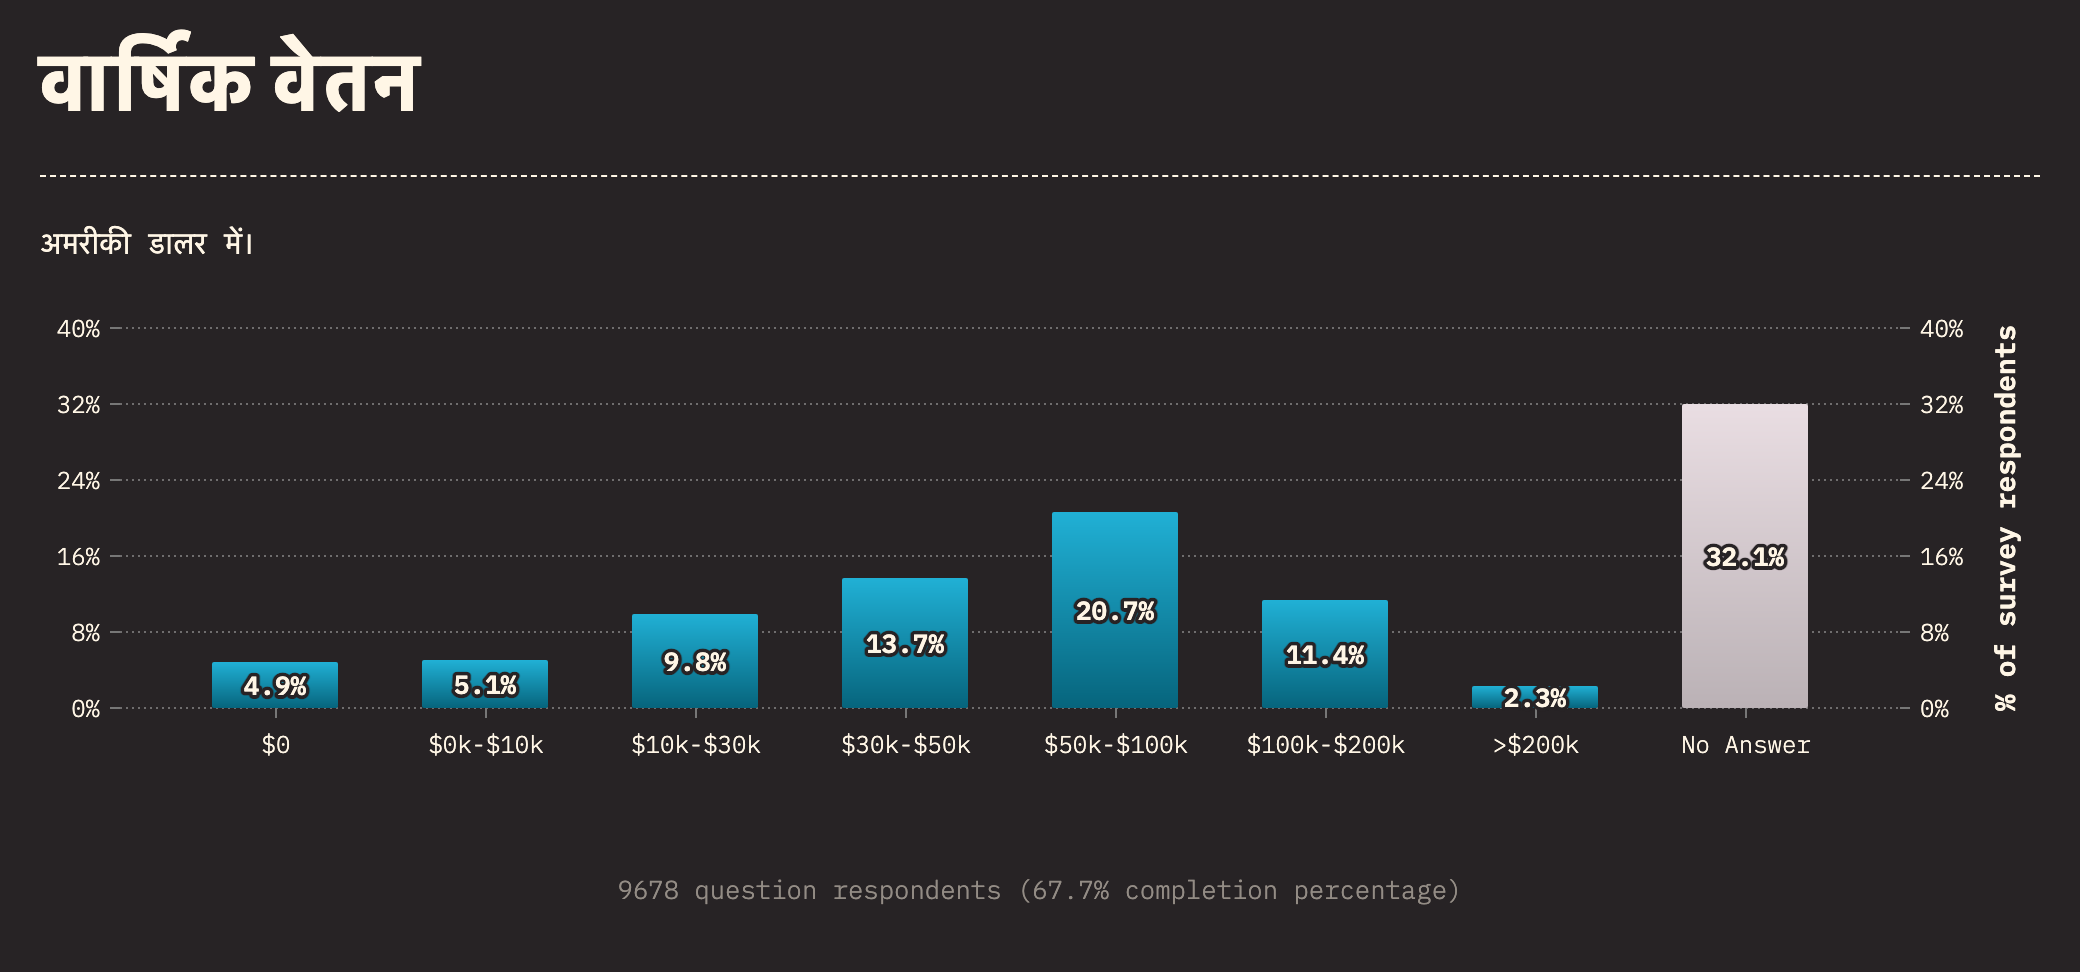 वार्षिक वेतन
अमरीकी डालर में।
40%
32%
24%
16%
8%
0%
40%
32%
24%
16%
8%
0%
% of survey respondents
4.9%
5.1%
9.8%
13.7%
20.7%
11.4%
2.3%
32.1%
$0
$0k-$10k
$10k-$30k
$30k-$50k
$50k-$100k
$100k-$200k
>$200k
No Answer
9678 question respondents (67.7% completion percentage)